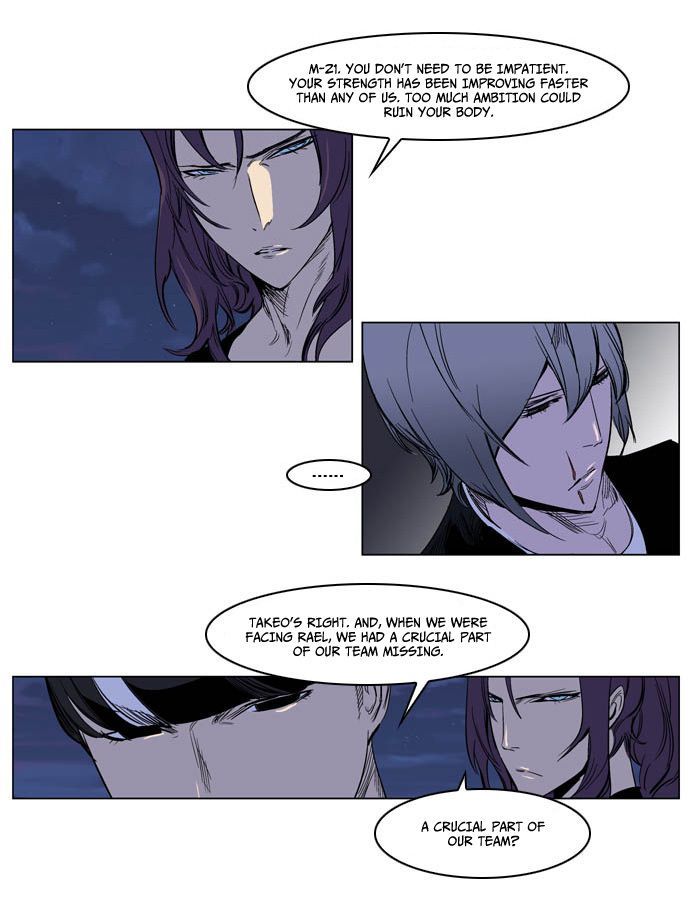 M-21. YOU DON'T NEED TO BE IMPATIENT.
YOUR STRENGTH HAS BEEN IMPROVING FASTER
THAN ANY OF US. TOO MUCH AMBITION COULD
RUIN YOUR BODY.
------
TAKEO'S RIGHT. AND, WHEN WE WERE
FACING RAEL, WE HAD A CRUCIAL PART
OF OUR TEAM MISSING.
A CRUCIAL PART OF
OUR TEAM?